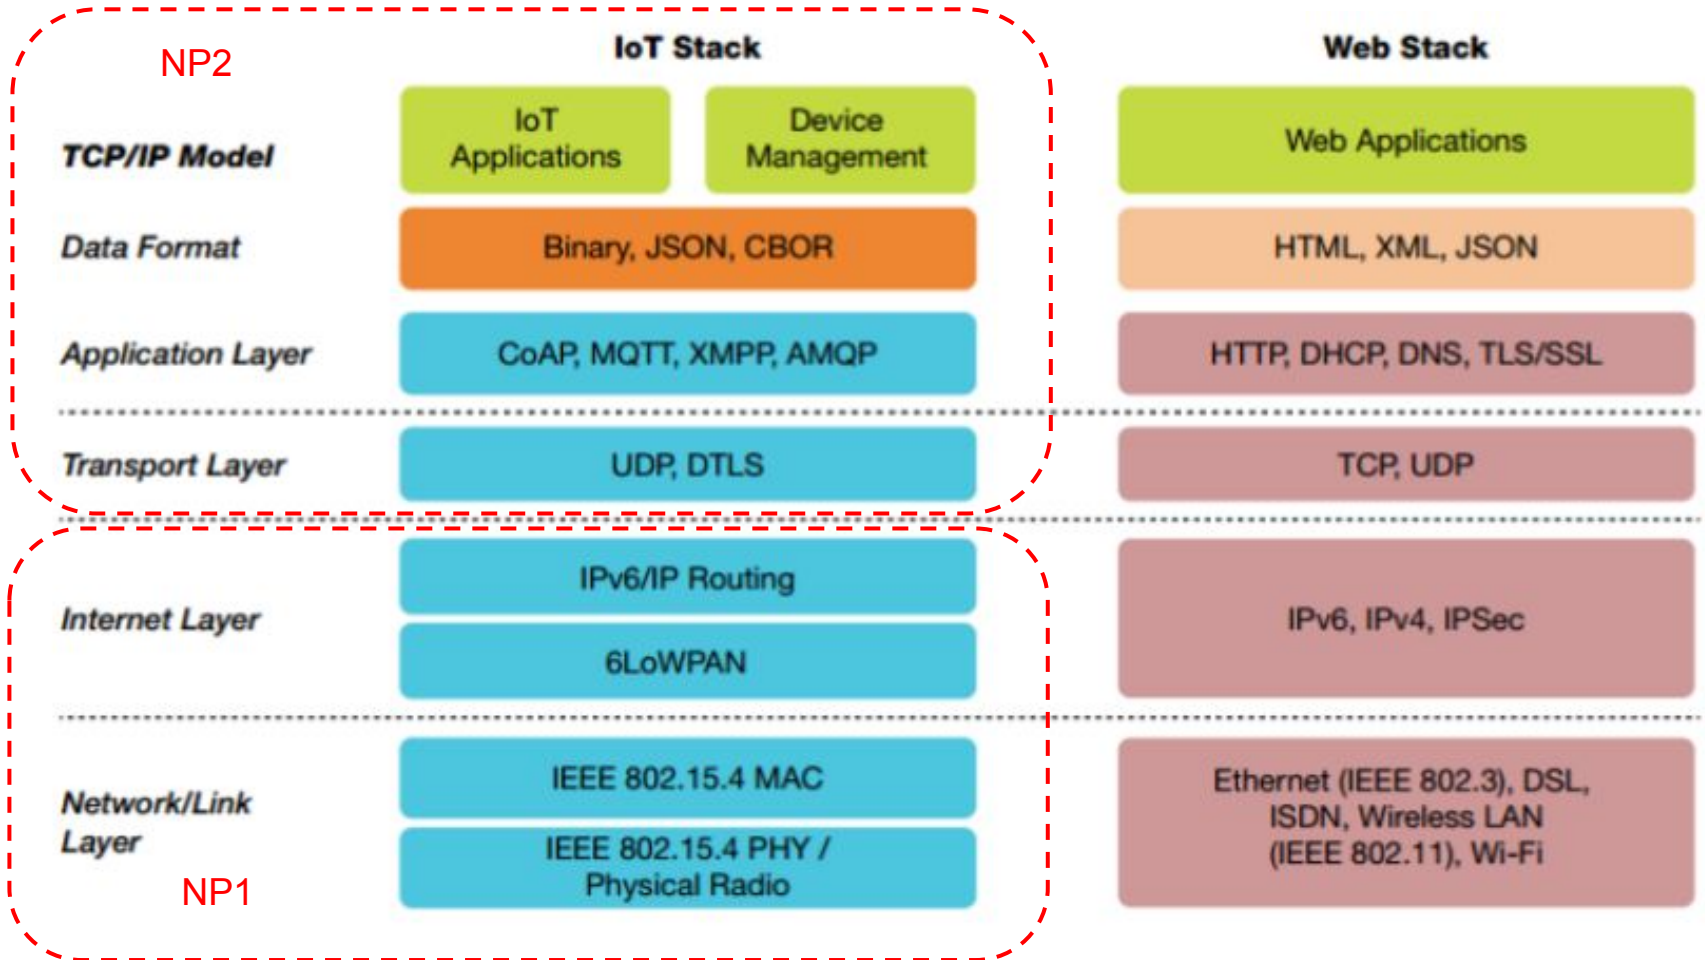 NP2
IoT Stack
Web Stack
TCP/IP Model
IoT
Applications
Device
Management
Web Applications
Data Format
Binary, JSON, CBOR
HTML, XML, JSON
Application Layer
CoAP, MQTT, XMPP, AMQP
HTTP, DHCP, DNS, TLS/SSL
Transport Layer
UDP, DTLS
TCP, UDP
Internet Layer
IPv6/IP Routing
6LoWPAN
IPv6, IPv4, IPSec
Network/Link
Layer
IEEE 802.15.4 MAC
IEEE 802.15.4 PHY /
Physical Radio
Ethernet (IEEE 802.3), DSL,
ISDN, Wireless LAN
(IEEE 802.11), Wi-Fi
NP1